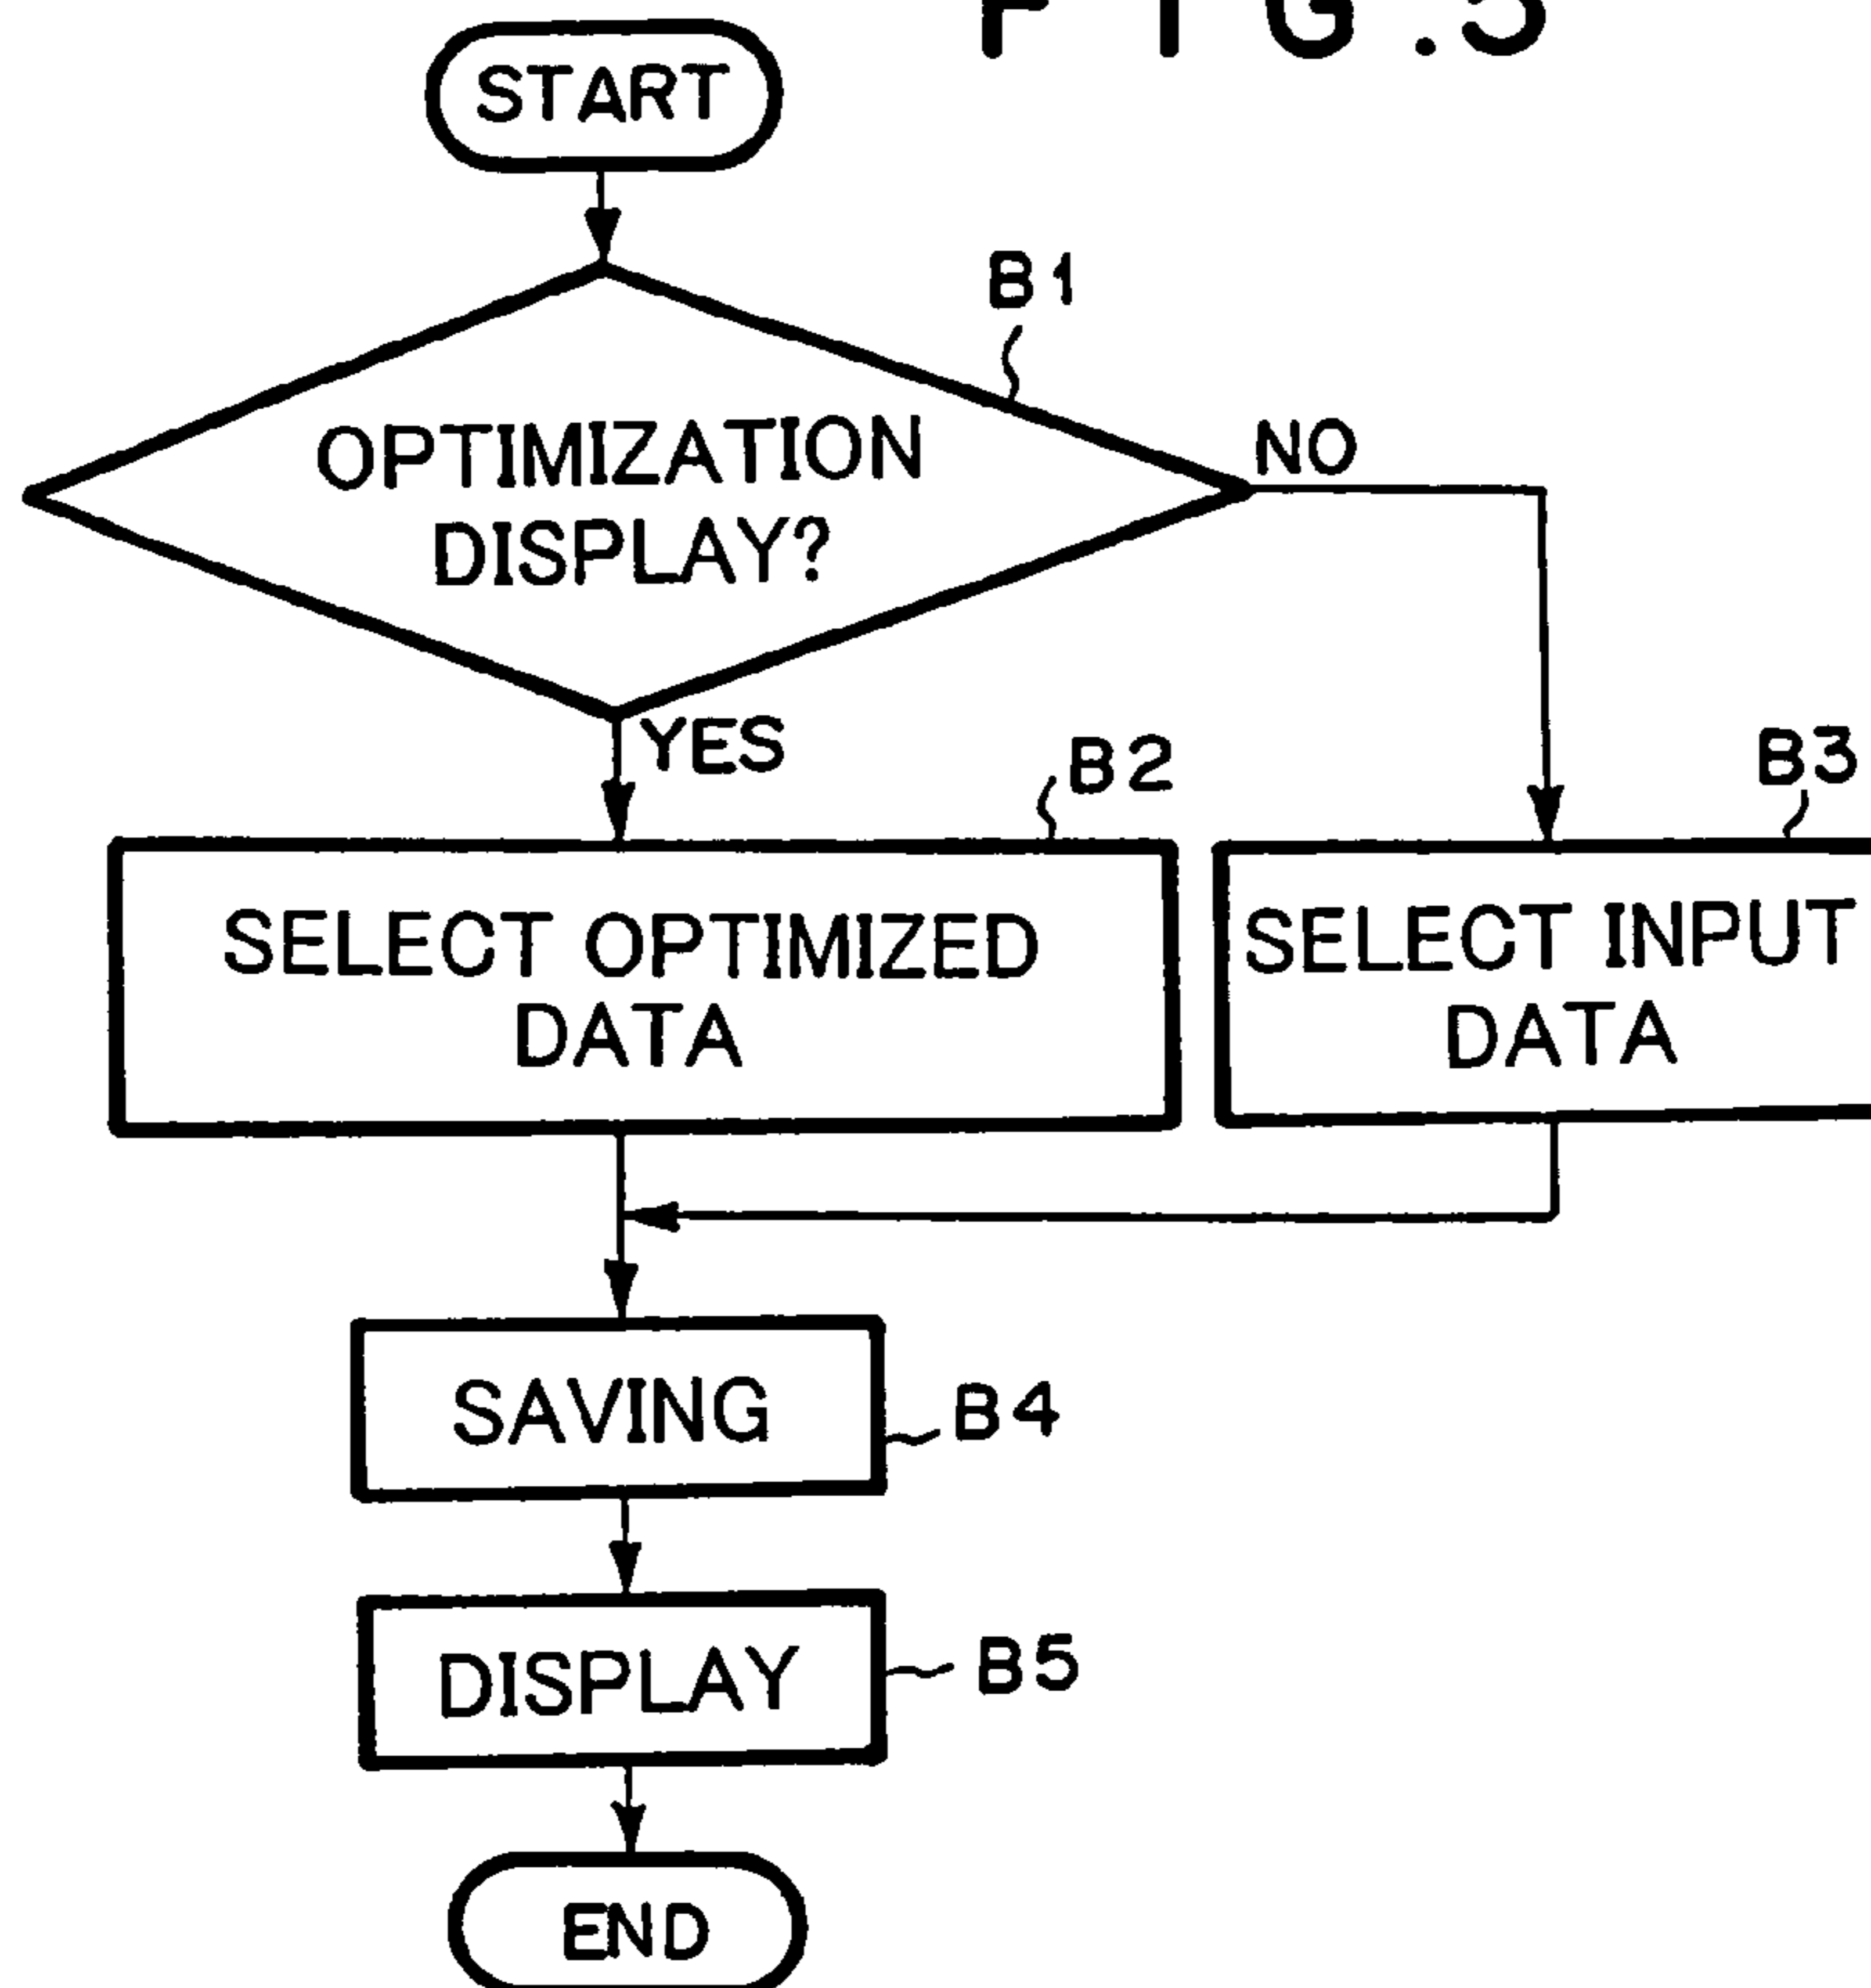 START
B1
OPTIMIZATION
DISPLAY?
NO
YES
B2
B3
SELECT OPTIMIZED
DATA
SELECT INPUT
DATA
SAVING
B4
DISPLAY
B5
END